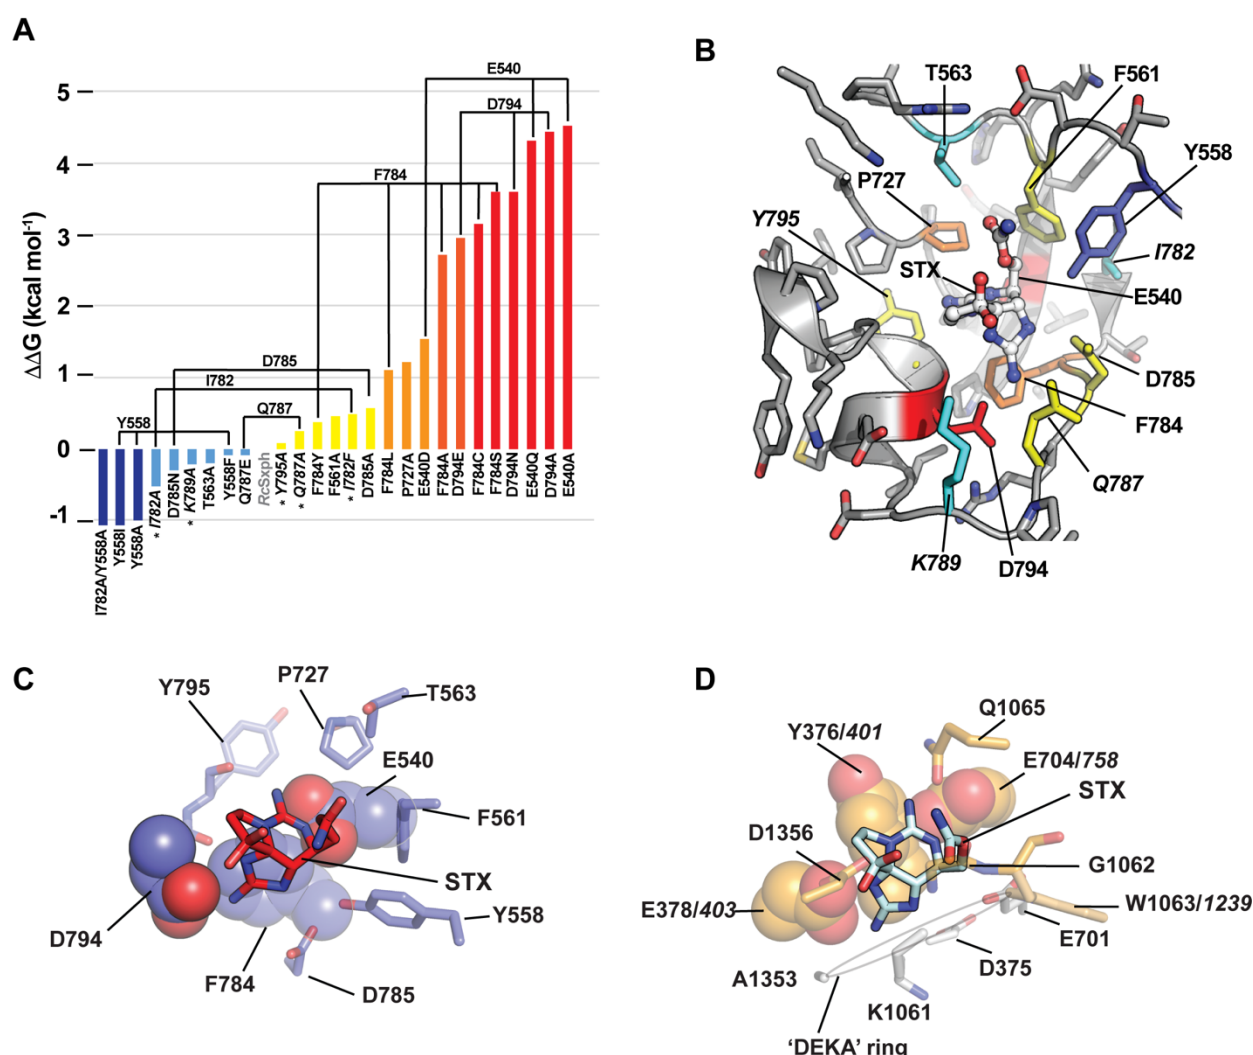 A
ΔΔG (kcal mol-1)
5
4
3
2
1
0
-1
E540
D794
F784
D785
I782
Q787
Y558
I782A/Y558A
Y558I
Y558A
* I782A
D785N
* K789A
T563A
Y558F
Q787E
RcSxph
* Y795A
* Q787A
F784Y
F561A
* I782F
D785A
F784L
P727A
E540D
F784A
D794E
F784C
F784S
D794N
E540Q
D794A
E540A
B
T563
F561
Y558
P727
Y795
I782
STX
E540
D785
F784
Q787
K789
D794
C
P727
Y795
T563
E540
F561
STX
Y558
D794
F784
D785
D
Q1065
Y376/401
E704/758
STX
D1356
G1062
E378/403
W1063/1239
E701
D375
A1353
K1061
‘DEKA’ ring